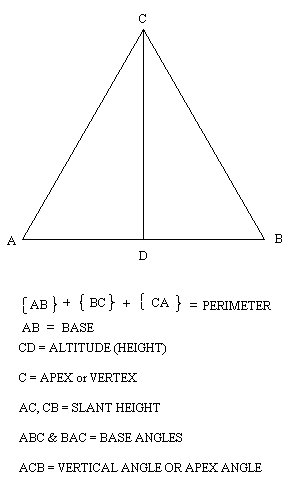 C
A
B
D
{AB} + {BC} + {CA} = PERIMETER
AB = BASE
CD = ALTITUDE (HEIGHT)
C = APEX or VERTEX
AC, CB = SLANT HEIGHT
ABC & BAC = BASE ANGLES
ACB = VERTICAL ANGLE OR APEX ANGLE